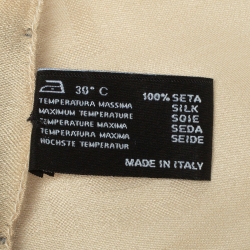 30° C
TEMPERATURA MASSIMA
MAXIMUM TEMPERATURE
TEMPERATURE MAXIMA
TEMPERATURA MAXIMA
HÖCHSTE TEMPERATUR
100% SETA
SILK
SOIE
SEDA
SEIDE
MADE IN ITALY